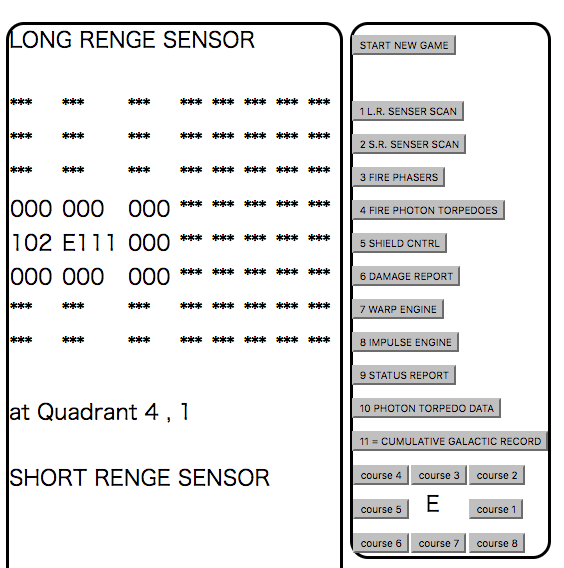 LONG RENGE SENSOR
*** *** *** *** *** *** *** ***
*** *** *** *** *** *** *** ***
*** *** *** *** *** *** *** ***
000 000 000 *** *** *** *** ***
102 E111 000 *** *** *** *** ***
000 000 000 *** *** *** *** ***
*** *** *** *** *** *** *** ***
*** *** *** *** *** *** *** ***
at Quadrant 4 , 1
SHORT RENGE SENSOR
START NEW GAME
1 L.R. SENSER SCAN
2 S.R. SENSER SCAN
3 FIRE PHASERS
4 FIRE PHOTON TORPEDOES
5 SHIELD CNTRL
6 DAMAGE REPORT
7 WARP ENGINE
8 IMPULSE ENGINE
9 STATUS REPORT
10 PHOTON TORPEDO DATA
11 = CUMULATIVE GALACTIC RECORD
course 4 course 3 course 2
course 5 E course 1
course 6 course 7 course 8